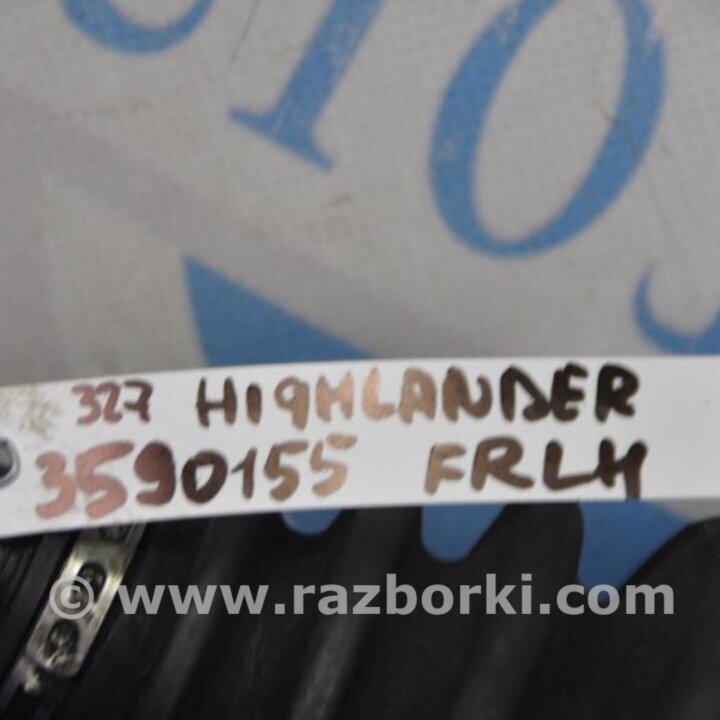 327 HIGHLANDER
3590155 FRLH
© www.razborki.com